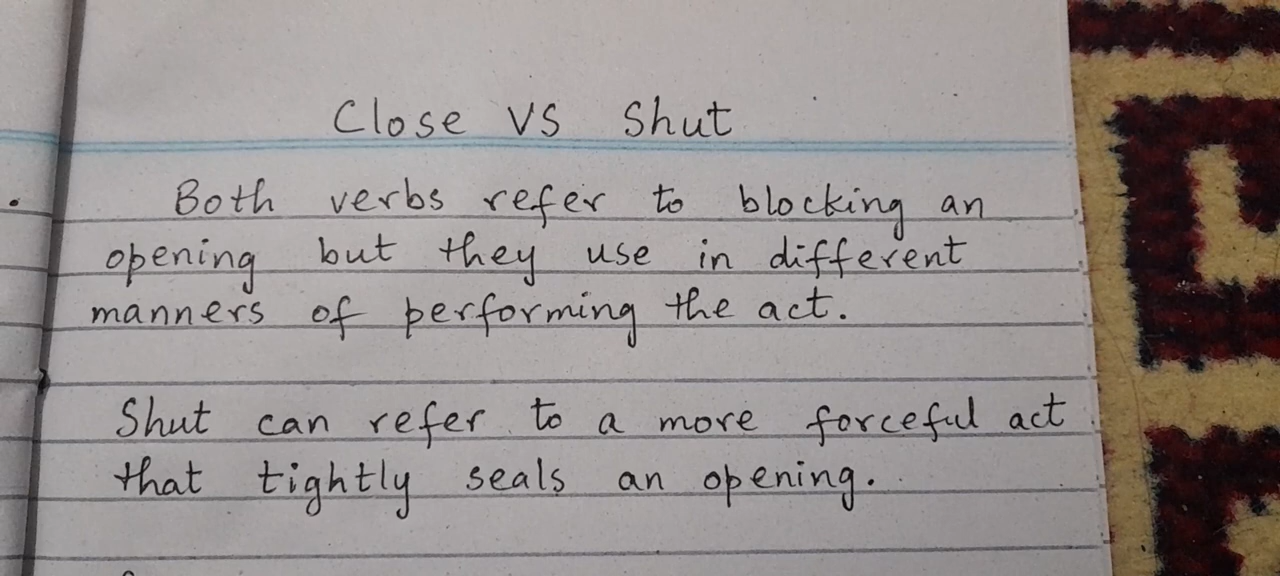 Close VS Shut
Both verbs refer to blocking an
opening but they use in different
manners of performing the act.
Shut can refer to a more forceful act
that tightly seals an opening.